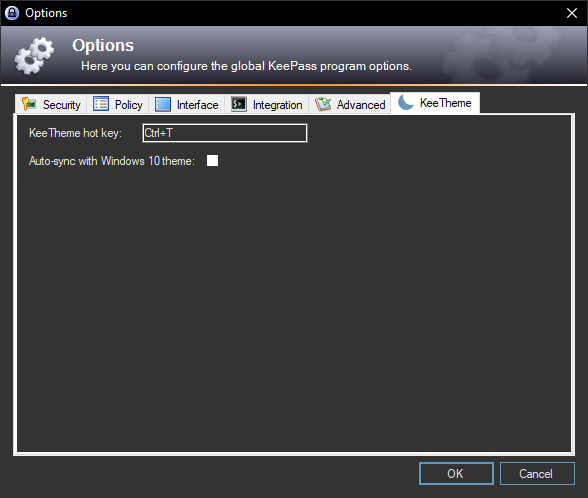 Options
Options
Here you can configure the global KeePass program options.
Security Policy Interface Integration Advanced KeeTheme
KeeTheme hot key: Ctrl+T
Auto-sync with Windows 10 theme:
OK Cancel